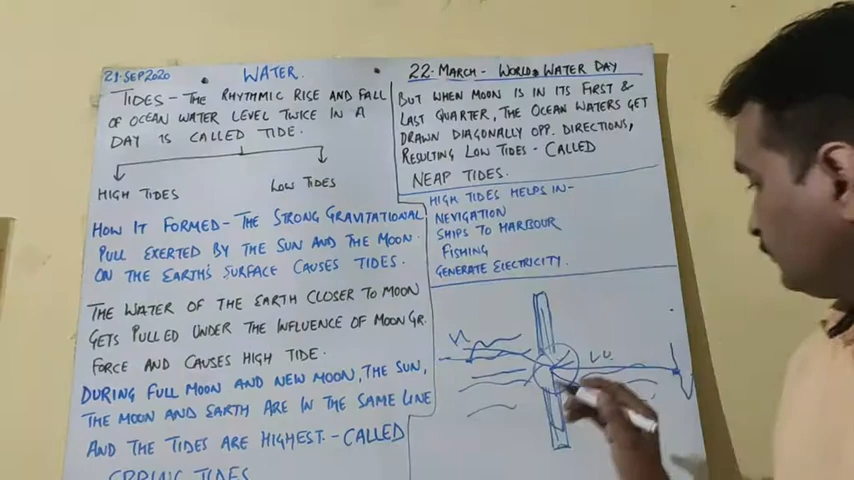 21-SEP2020
WATER.
TIDES - THE RHYTHMIC RISE AND FALL
OF OCEAN WATER LEVEL TWICE IN A
DAY IS CALLED TIDE.
HIGH TIDES
LOW TIDES
HOW IT FORMED - THE STRONG GRAVITATIONAL
PULL EXERTED BY THE SUN AND THE MOON
ON THE EARTH'S SURFACE CAUSES TIDES.
THE WATER OF THE EARTH CLOSER TO MOON
GETS PULLED UNDER THE INFLUENCE OF MOON GR.
FORCE AND CAUSES HIGH TIDE.
DURING FULL MOON AND NEW MOON, THE SUN,
THE MOON AND EARTH ARE IN THE SAME LINE
AND THE TIDES ARE HIGHEST. - CALLED
SPRING TIDES
22-MARCH - WORLD WATER DAY
BUT WHEN MOON IS IN ITS FIRST &
LAST QUARTER, THE OCEAN WATERS GET
DRAWN DIAGONALLY OPP. DIRECTIONS,
RESULTING LOW TIDES - CALLED
NEAP TIDES.
HIGH TIDES HELPS IN-
NEVIGATION
SHIPS TO HARBOUR
FISHING
GENERATE ELECTRICITY.